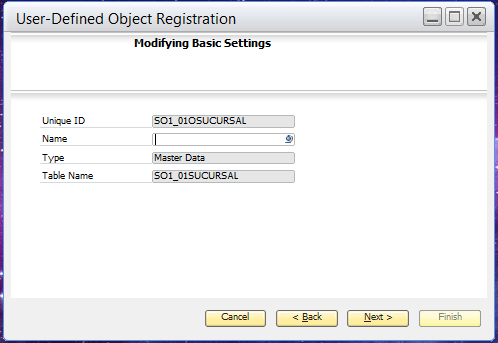 User-Defined Object Registration
Modifying Basic Settings
Unique ID SO1_01OSUCURSAL
Name
Type Master Data
Table Name SO1_01SUCURSAL
Cancel < Back Next > Finish